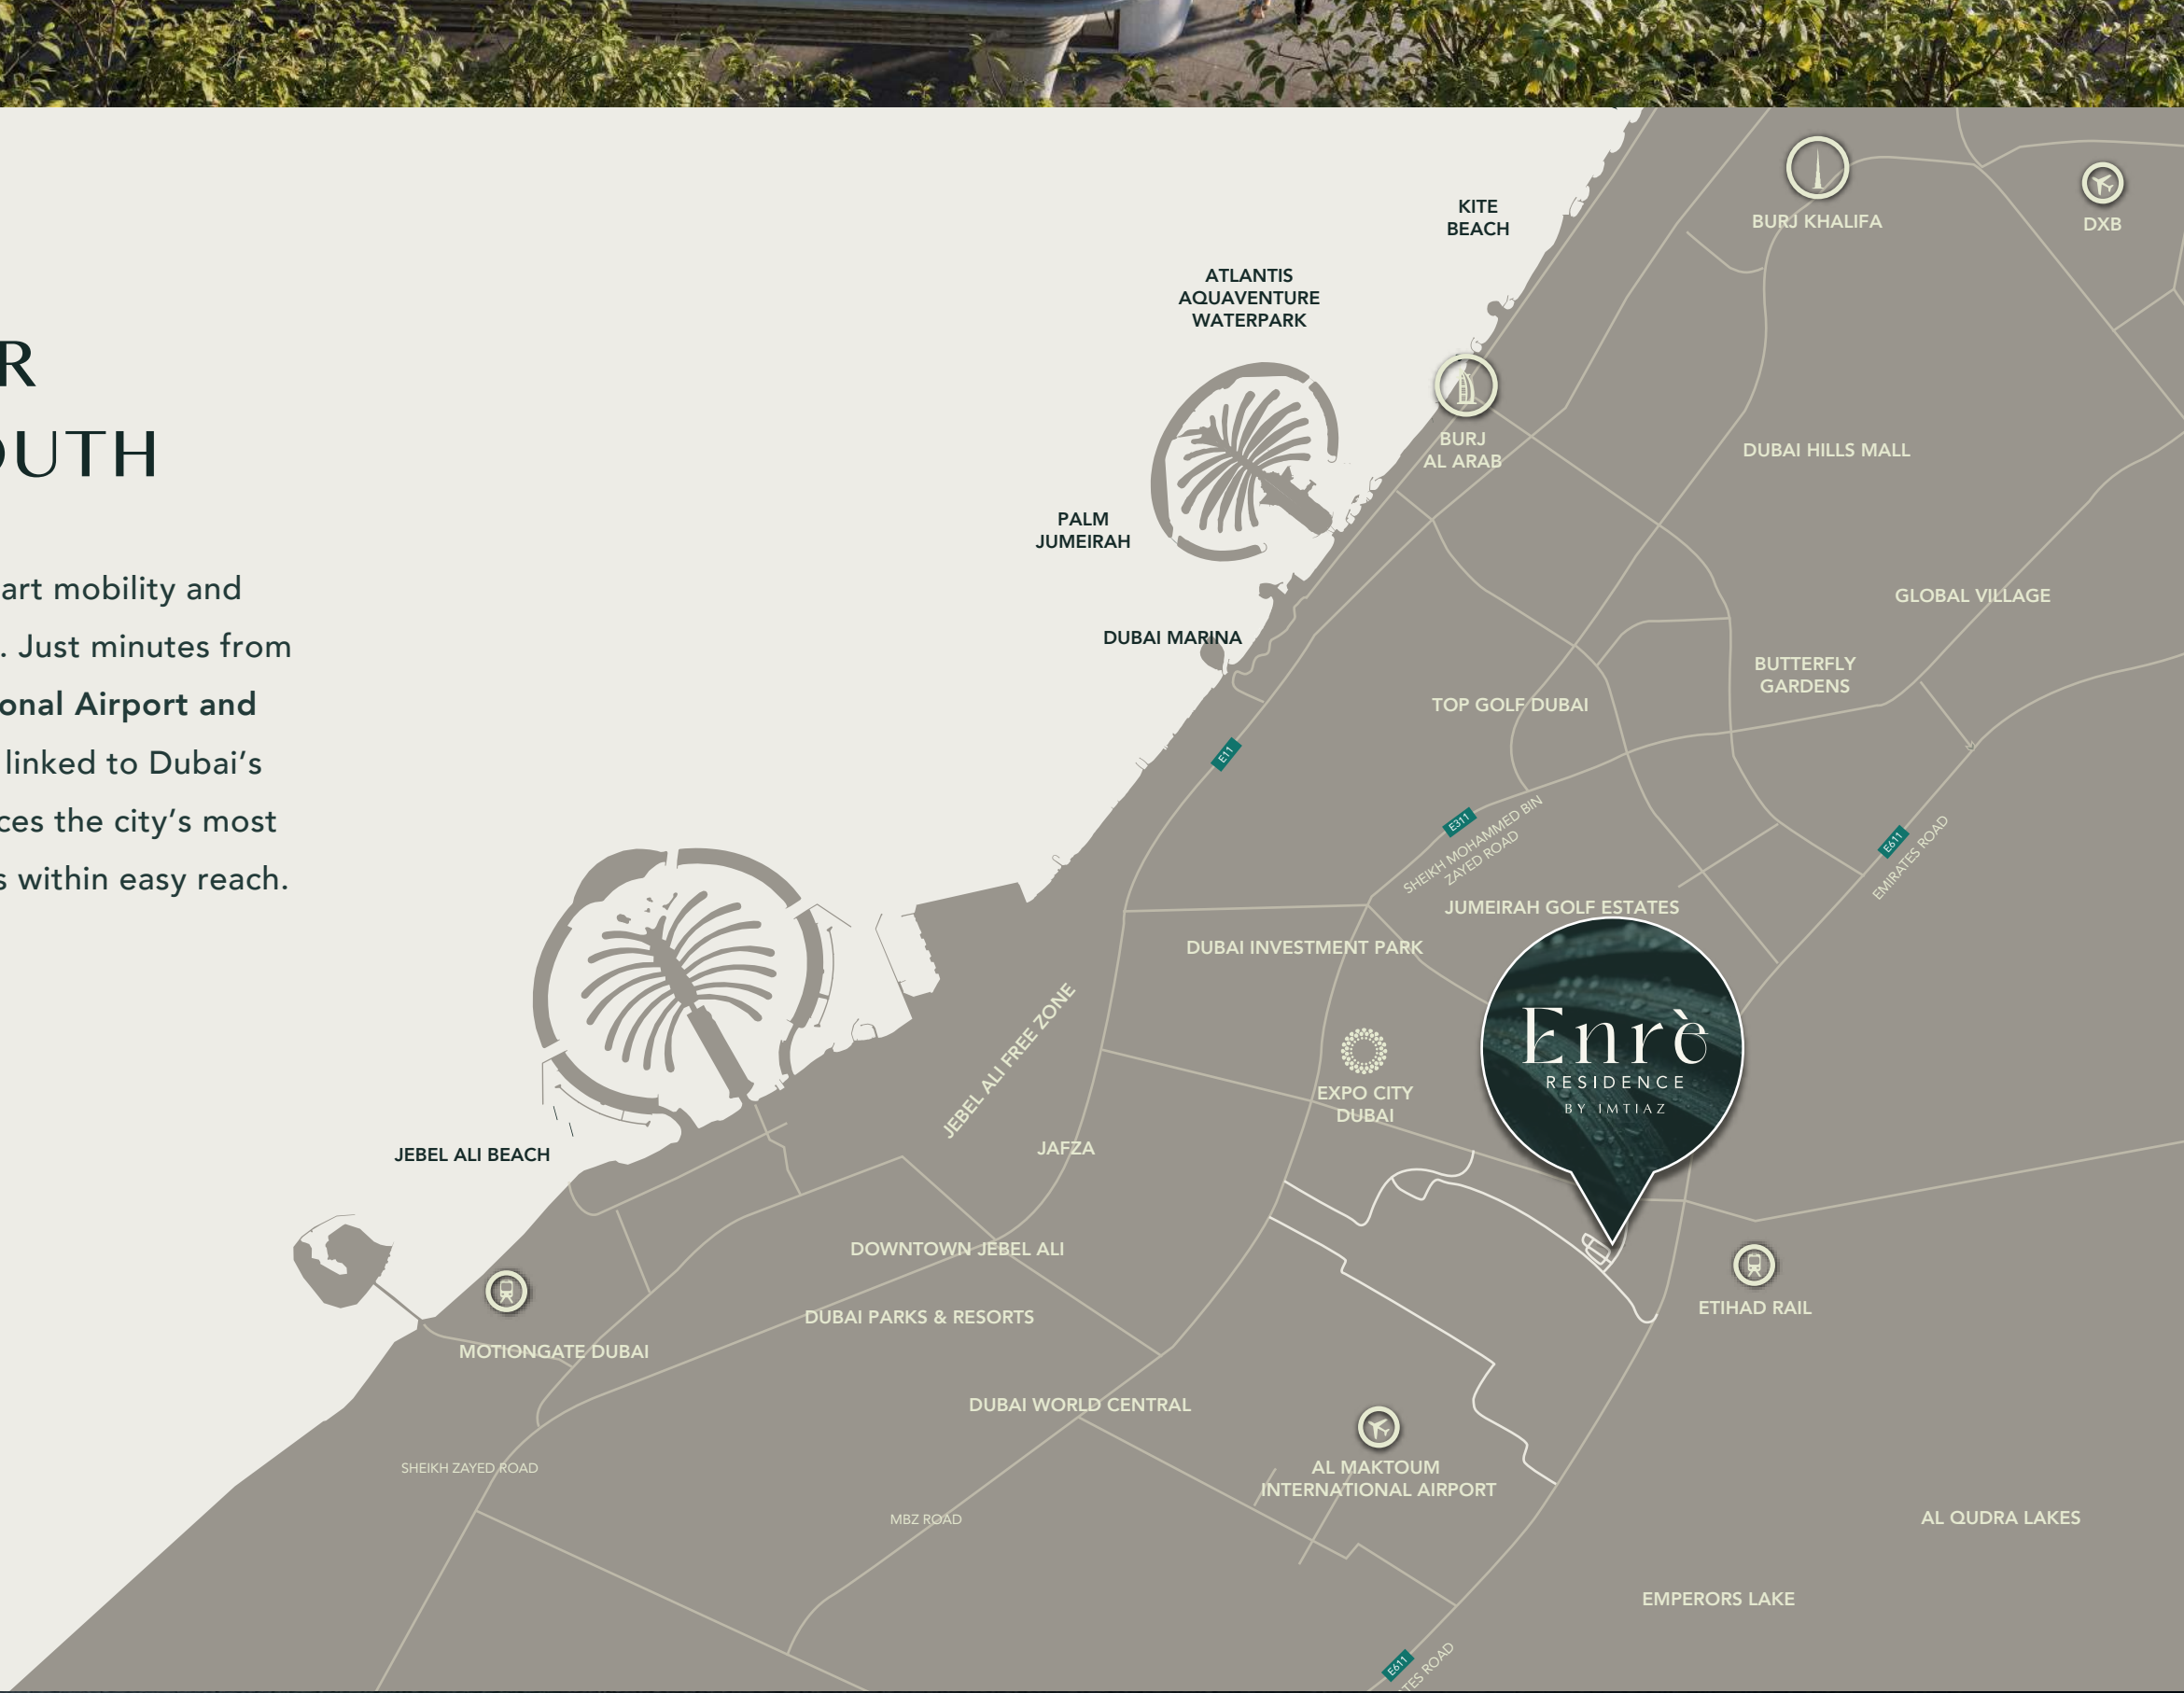 R
OUTH
art mobility and
. Just minutes from
onal Airport and
linked to Dubai's
ces the city's most
s within easy reach.
KITE
BEACH
BURJ KHALIFA
DXB
ATLANTIS
AQUAVENTURE
WATERPARK
BURJ
AL ARAB
DUBAI HILLS MALL
PALM
JUMEIRAH
GLOBAL VILLAGE
DUBAI MARINA
BUTTERFLY
GARDENS
TOP GOLF DUBAI
E11
E311
SHEIKH MOHAMMED BIN
ZAYED ROAD
E611
EMIRATES ROAD
JUMEIRAH GOLF ESTATES
DUBAI INVESTMENT PARK
Enrè
RESIDENCE
BY IMTIAZ
JEBEL ALI FREE ZONE
EXPO CITY
DUBAI
JAFZA
JEBEL ALI BEACH
DOWNTOWN JEBEL ALI
ETIHAD RAIL
DUBAI PARKS & RESORTS
MOTIONGATE DUBAI
DUBAI WORLD CENTRAL
SHEIKH ZAYED ROAD
AL MAKTOUM
INTERNATIONAL AIRPORT
MBZ ROAD
AL QUDRA LAKES
EMPERORS LAKE
E611
TES ROAD